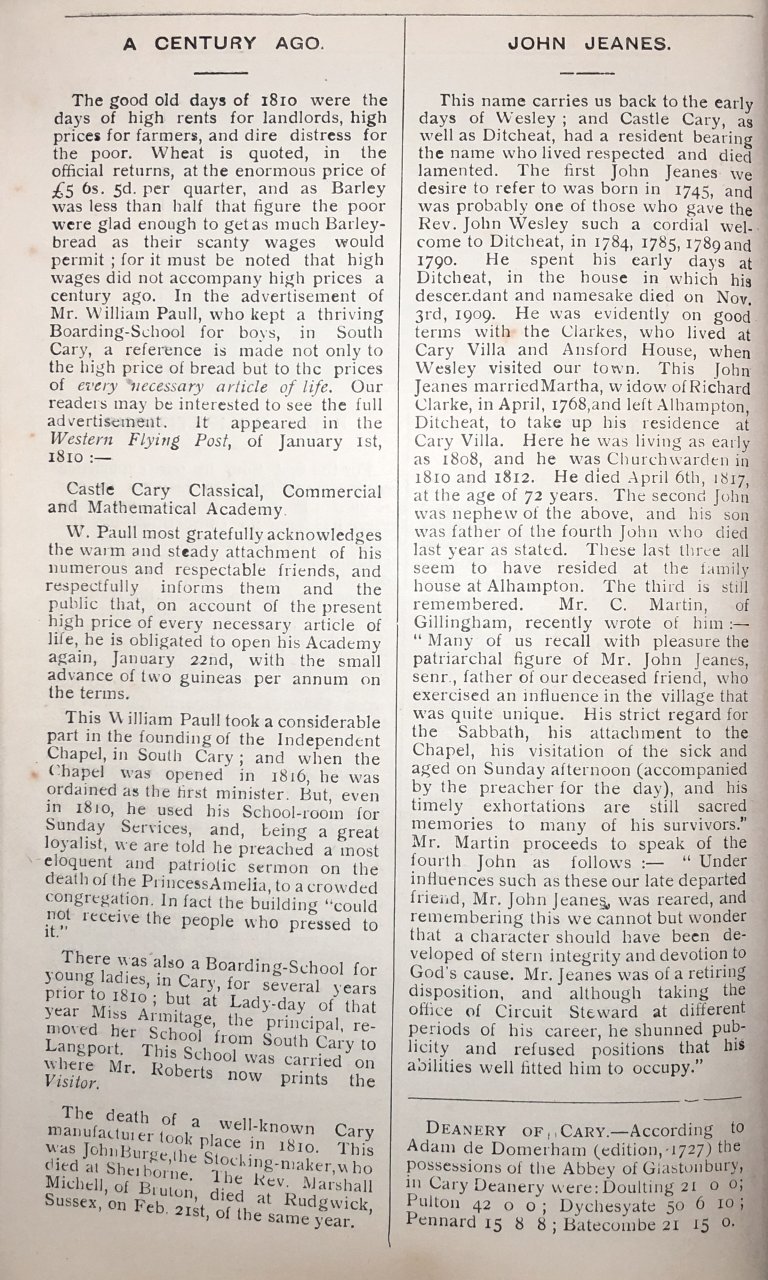 A CENTURY AGO.
The good old days of 1810 were the
days of high rents for landlords, high
prices for farmers, and dire distress for
the poor. Wheat is quoted, in the
official returns, at the enormous price of
£5 6s. 5d. per quarter, and as Barley
was less than half that figure the poor
were glad enough to get as much Barley-
bread as their scanty wages would
permit ; for it must be noted that high
wages did not accompany high prices a
century ago. In the advertisement of
Mr. William Paull, who kept a thriving
Boarding-School for boys, in South
Cary, a reference is made not only to
the high price of bread but to the prices
of every necessary article of life. Our
readers may be interested to see the full
advertisement. It appeared in the
Western Flying Post, of January 1st,
1810 :—
Castle Cary Classical, Commercial
and Mathematical Academy.
W. Paull most gratefully acknowledges
the warm and steady attachment of his
numerous and respectable friends, and
respectfully informs them and the
public that, on account of the present
high price of every necessary article of
life, he is obligated to open his Academy
again, January 22nd, with the small
advance of two guineas per annum on
the terms.
This William Paull took a considerable
part in the founding of the Independent
Chapel, in South Cary ; and when the
Chapel was opened in 1816, he was
ordained as the first minister. But, even
in 1810, he used his School-room for
Sunday Services, and, being a great
loyalist, we are told he preached a most
eloquent and patriotic sermon on the
death of the Princess Amelia, to a crowded
congregation. In fact the building "could
not receive the people who pressed to
it."
There was also a Boarding-School for
young ladies, in Cary, for several years
prior to 1810 ; but at Lady-day of that
year Miss Armitage, the principal, re-
moved her School from South Cary to
Langport. This School was carried on
where Mr. Roberts now prints the
Visitor.
The death of a well-known Cary
manufacturer took place in 1810. This
was John Burge, the Stocking-maker, who
died at Sherborne. The Rev. Marshall
Michell, of Bruton, died at Rudgwick,
Sussex, on Feb. 21st, of the same year.
JOHN JEANES.
This name carries us back to the early
days of Wesley ; and Castle Cary, as
well as Ditcheat, had a resident bearing
the name who lived respected and died
lamented. The first John Jeanes we
desire to refer to was born in 1745, and
was probably one of those who gave the
Rev. John Wesley such a cordial wel-
come to Ditcheat, in 1784, 1785, 1789 and
1790. He spent his early days at
Ditcheat, in the house in which his
descendant and namesake died on Nov.
3rd, 1909. He was evidently on good
terms with the Clarkes, who lived at
Cary Villa and Ansford House, when
Wesley visited our town. This John
Jeanes married Martha, widow of Richard
Clarke, in April, 1768, and left Alhampton,
Ditcheat, to take up his residence at
Cary Villa. Here he was living as early
as 1808, and he was Churchwarden in
1810 and 1812. He died April 6th, 1817,
at the age of 72 years. The second John
was nephew of the above, and his son
was father of the fourth John who died
last year as stated. These last three all
seem to have resided at the family
house at Alhampton. The third is still
remembered. Mr. C. Martin, of
Gillingham, recently wrote of him :—
" Many of us recall with pleasure the
patriarchal figure of Mr. John Jeanes,
senr., father of our deceased friend, who
exercised an influence in the village that
was quite unique. His strict regard for
the Sabbath, his attachment to the
Chapel, his visitation of the sick and
aged on Sunday afternoon (accompanied
by the preacher for the day), and his
timely exhortations are still sacred
memories to many of his survivors."
Mr. Martin proceeds to speak of the
fourth John as follows :— " Under
influences such as these our late departed
friend, Mr. John Jeanes, was reared, and
remembering this we cannot but wonder
that a character should have been de-
veloped of stern integrity and devotion to
God's cause. Mr. Jeanes was of a retiring
disposition, and although taking the
office of Circuit Steward at different
periods of his career, he shunned pub-
licity and refused positions that his
abilities well fitted him to occupy."
DEANERY OF CARY.—According to
Adam de Domerham (edition, 1727) the
possessions of the Abbey of Glastonbury,
in Cary Deanery were: Doulting 21 0 0;
Pulton 42 0 0 ; Dychesyate 50 6 10 ;
Pennard 15 8 8 ; Batecombe 21 15 0.